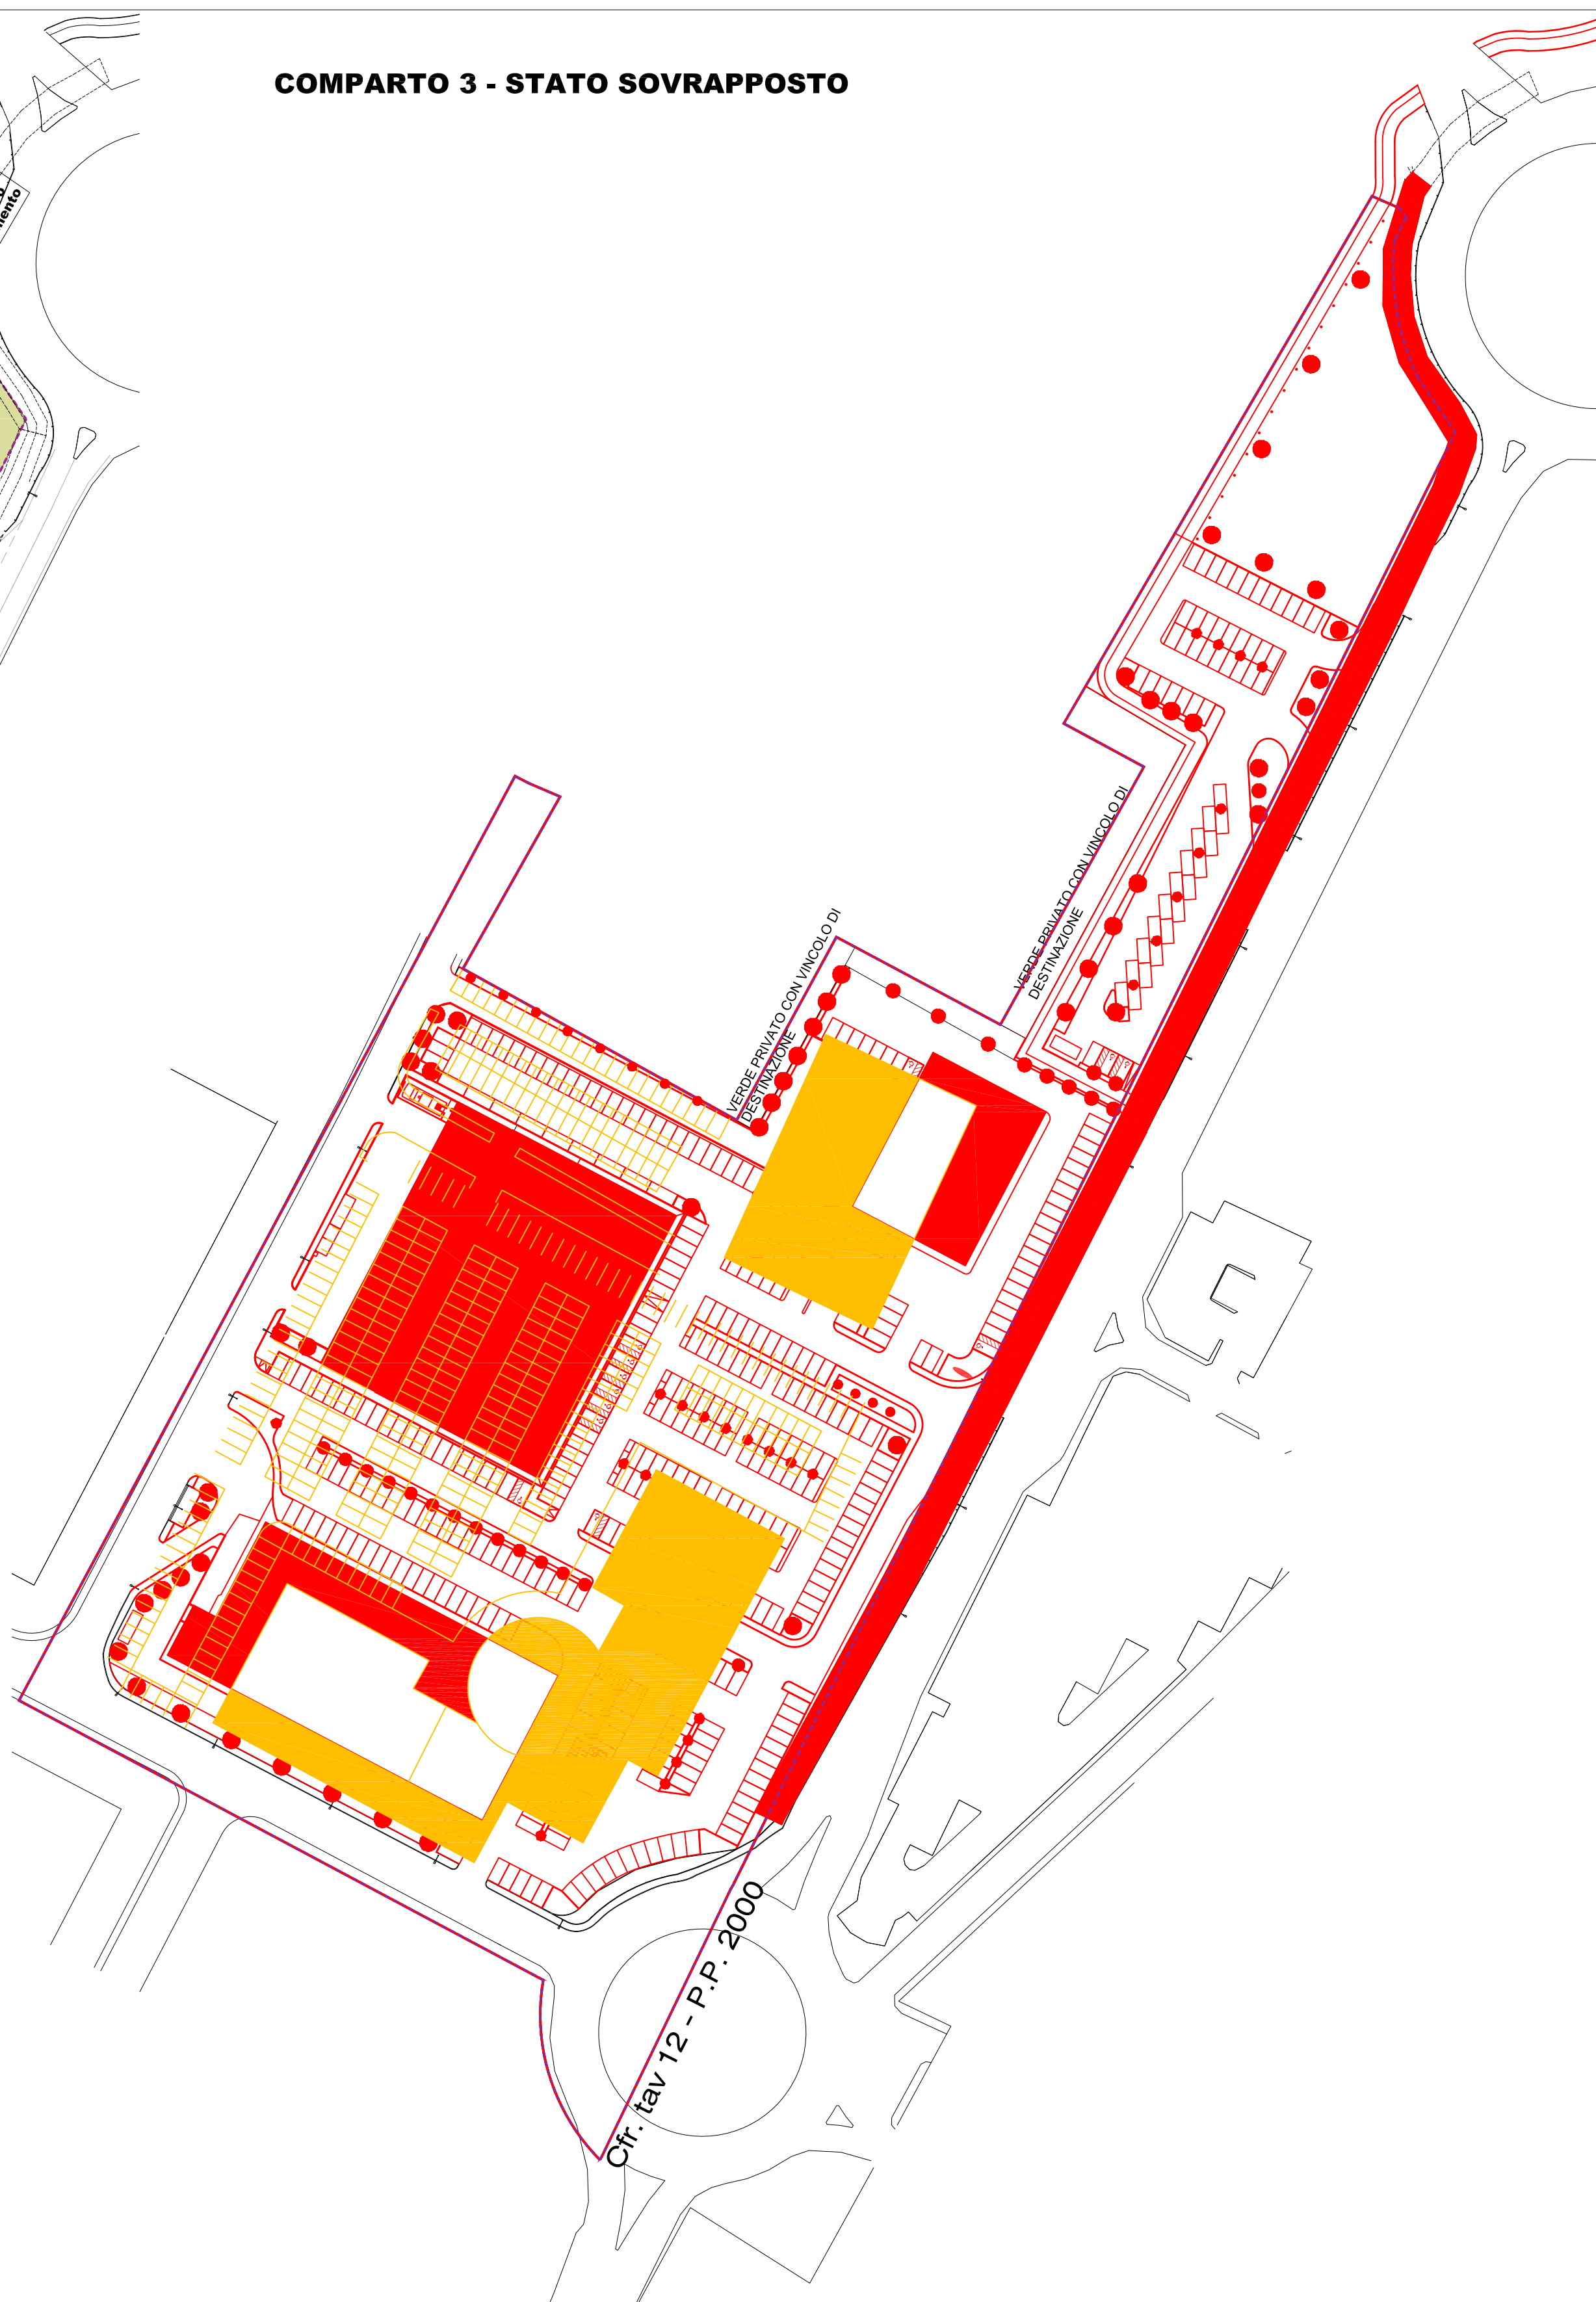 COMPARTO 3 - STATO SOVRAPPOSTO
VERDE PRIVATO CON VINCOLO DI
DESTINAZIONE
VERDE PRIVATO CON VINCOLO DI
DESTINAZIONE
Cfr. tav 12 - P.P. 2000